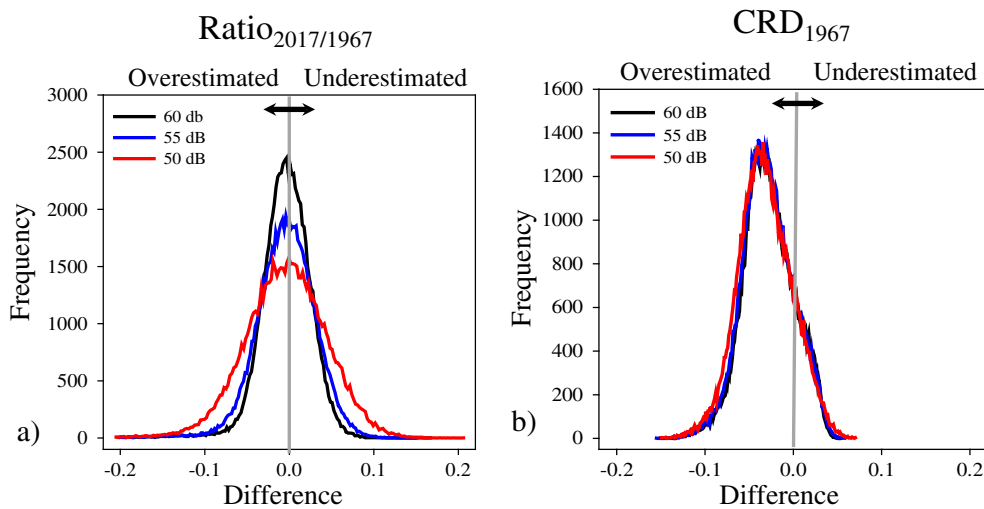 Ratio2017/1967
Overestimated Underestimated
3000
2500
2000
1500
1000
500
0
60 db
55 dB
50 dB
Frequency
a)
-0.2 -0.1 0.0 0.1 0.2
Difference
CRD1967
Overestimated Underestimated
1600
1400
1200
1000
800
600
400
200
0
60 dB
55 dB
50 dB
Frequency
b)
-0.2 -0.1 0.0 0.1 0.2
Difference